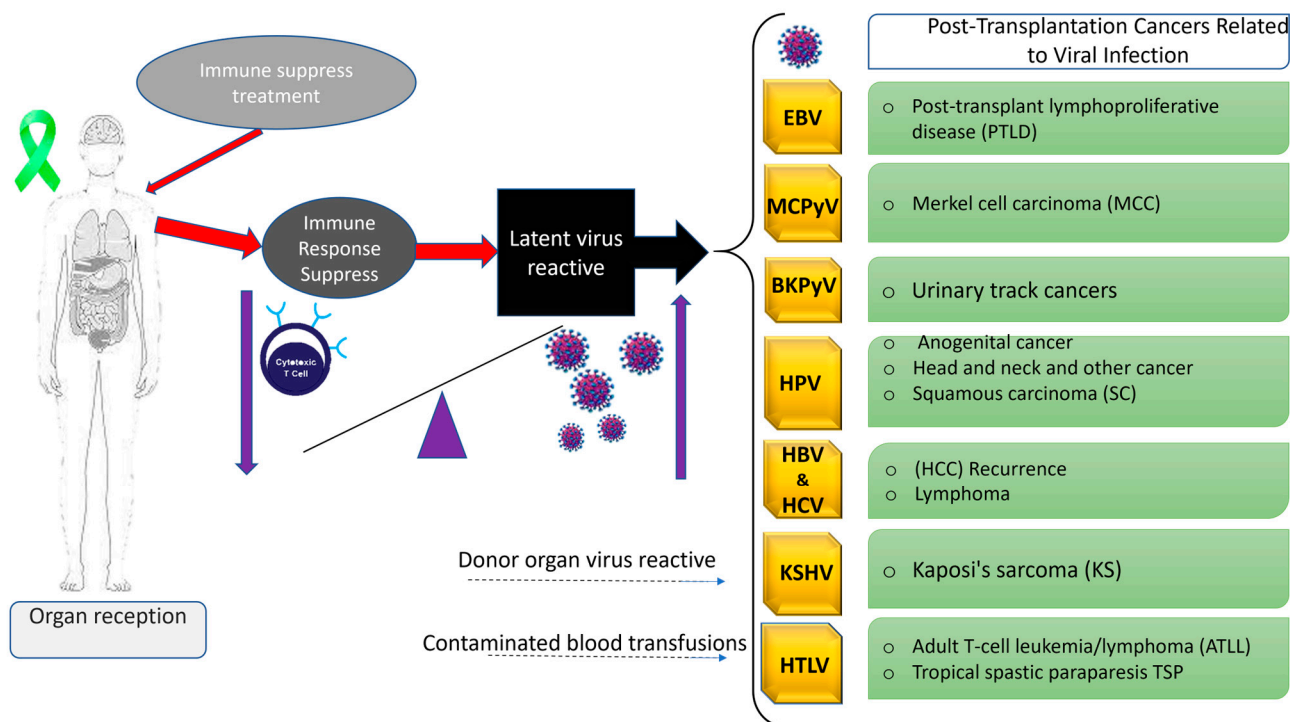 Immune suppress
treatment
Organ reception
Immune
Response
Suppress
Cytotoxic
T Cell
Latent virus
reactive
Donor organ virus reactive
Contaminated blood transfusions
Post-Transplantation Cancers Related
to Viral Infection
EBV
o Post-transplant lymphoproliferative
disease (PTLD)
MCPyV
o Merkel cell carcinoma (MCC)
BKPyV
o Urinary track cancers
HPV
o Anogenital cancer
o Head and neck and other cancer
o Squamous carcinoma (SC)
HBV
&
HCV
o (HCC) Recurrence
o Lymphoma
KSHV
o Kaposi's sarcoma (KS)
HTLV
o Adult T-cell leukemia/lymphoma (ATLL)
o Tropical spastic paraparesis TSP